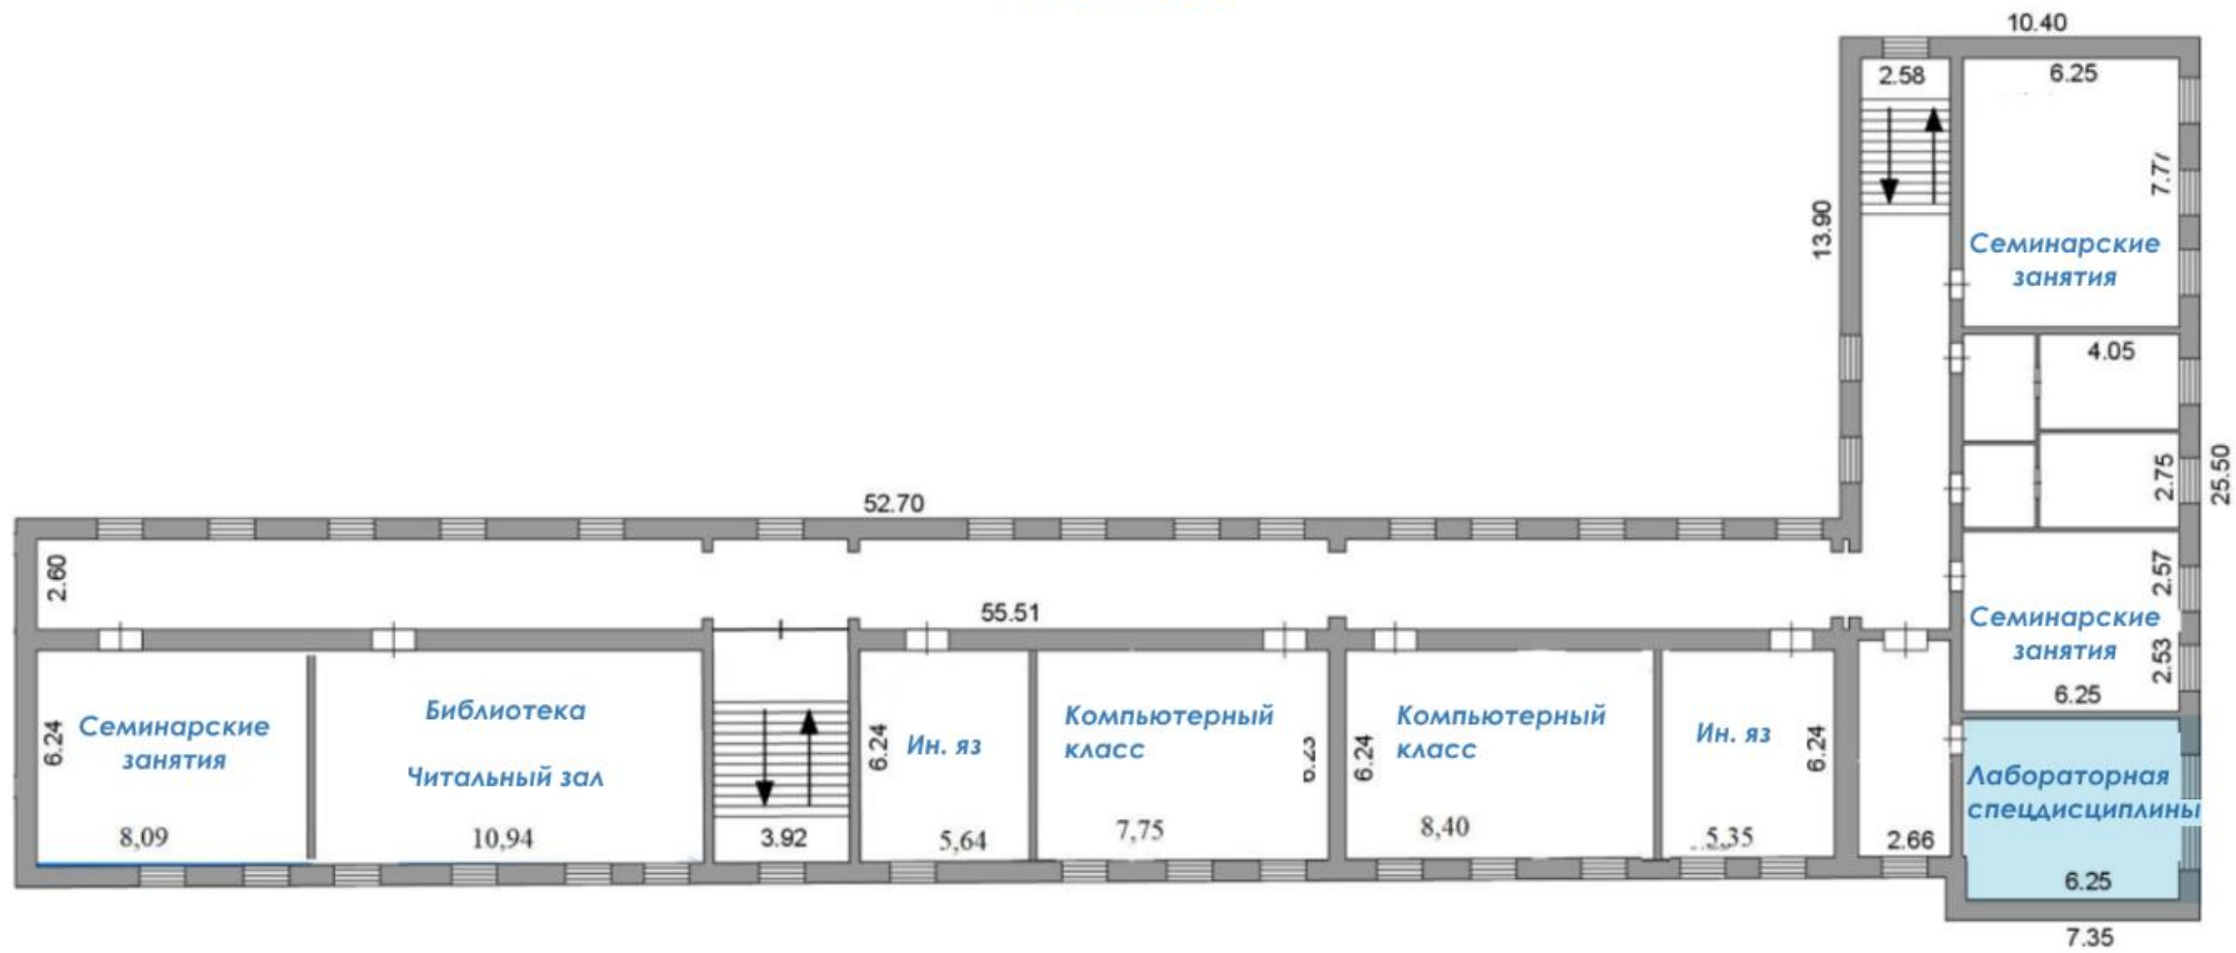 10.40
2.58
6.25
7.77
13.90
Семинарские
занятия
4.05
2.75
25.50
52.70
2.60
55.51
2.57
Семинарские
занятия
2.53
6.25
6.24
Семинарские
занятия
8,09
Библиотека
Читальный зал
10,94
3.92
6.24
Ин. яз
5,64
Компьютерный
класс
7,75
6.23
6.24
Компьютерный
класс
8,40
Ин. яз
6.24
5,35
2.66
Лабораторная
спецдисциплины
6.25
7.35